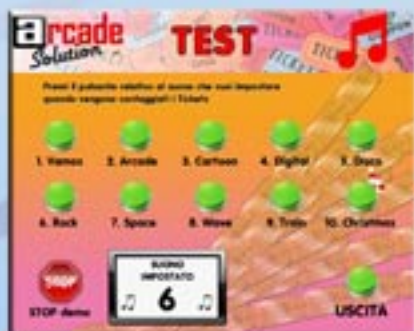 arcade
Solution
TEST
Premi il pulsante relativo al suono che vuoi impostare
quando vengono conteggiati i Tickets
1. Vamos
2. Arcade
3. Cartoon
4. Digital
5. Disco
6. Rock
7. Space
8. Wave
9. Train
10. Christmas
STOP
STOP demo
SUONO
IMPOSTATO
6
USCITA